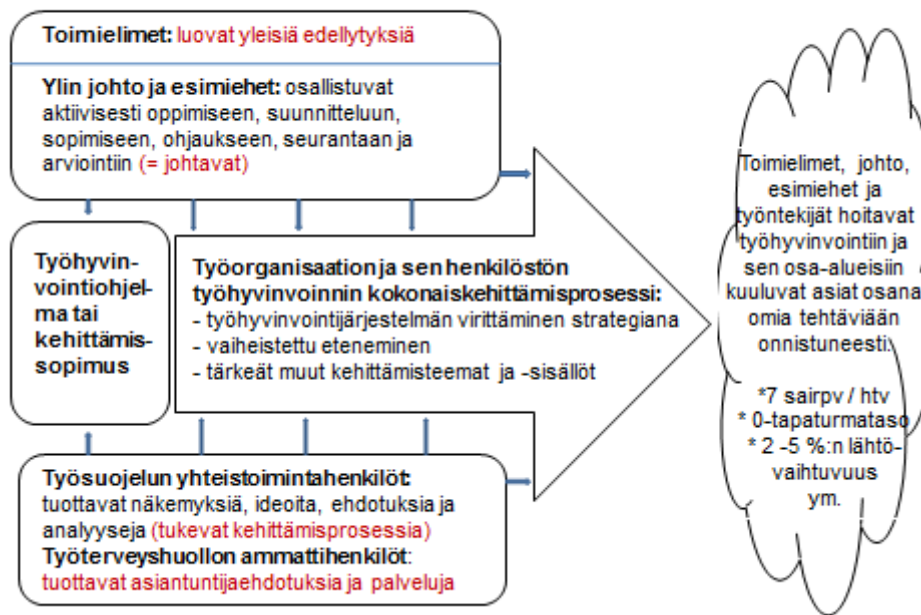 Toimielimet: luovat yleisiä edellytyksiä
Ylin johto ja esimiehet: osallistuvat
aktiivisesti oppimiseen, suunnitteluun,
sopimiseen, ohjaukseen, seurantaan ja
arviointiin (= johtavat)
Työhyvin-
vointiohjel-
ma tai
kehittämis-
sopimus
Työorganisaation ja sen henkilöstön
työhyvinvoinnin kokonaiskehittämisprosessi:
- työhyvinvointijärjestelmän virittäminen strategiana
- vaiheistettu eteneminen
- tärkeät muut kehittämisteemat ja -sisällöt
Työsuojelun yhteistoimintahenkilöt:
tuottavat näkemyksiä, ideoita, ehdotuksia ja
analyyseja (tukevat kehittämisprosessia)
Työterveyshuollon ammattihenkilöt:
tuottavat asiantuntijaehdotuksia ja palveluja
Toimielimet, johto,
esimiehet ja
työntekijät hoitavat
työhyvinvointiin ja
sen osa-alueisiin
kuuluvat asiat osana
omia tehtäviään
onnistuneesti:
*7 sairpv / htv
* 0-tapaturmataso
* 2 -5 %:n lähtö-
vaihtuvuus
ym.